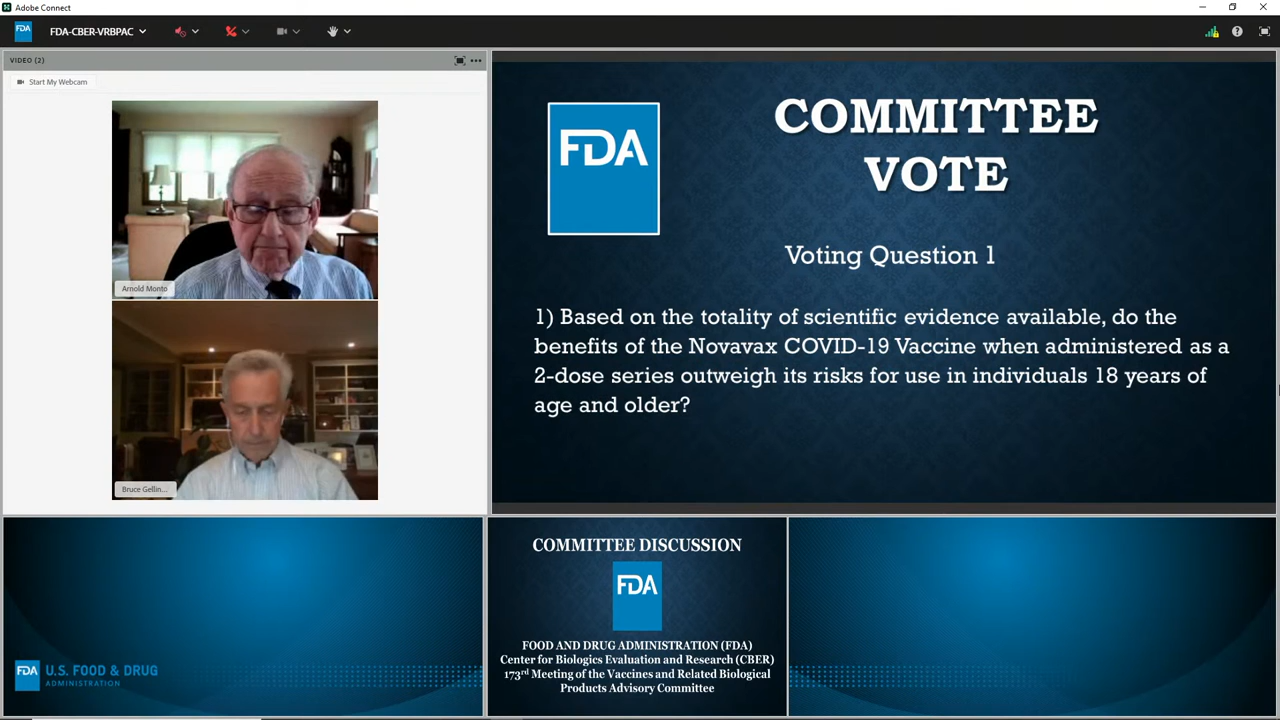 Adobe Connect
FDA
FDA-CBER-VRBPAC
VIDEO (2)
Start My Webcam
Arnold Monto
Bruce Gellin...
FDA
COMMITTEE
VOTE
Voting Question 1
1) Based on the totality of scientific evidence available, do the
benefits of the Novavax COVID-19 Vaccine when administered as a
2-dose series outweigh its risks for use in individuals 18 years of
age and older?
FDA U.S. FOOD & DRUG
ADMINISTRATION
COMMITTEE DISCUSSION
FDA
FOOD AND DRUG ADMINISTRATION (FDA)
Center for Biologics Evaluation and Research (CBER)
173rd Meeting of the Vaccines and Related Biological
Products Advisory Committee